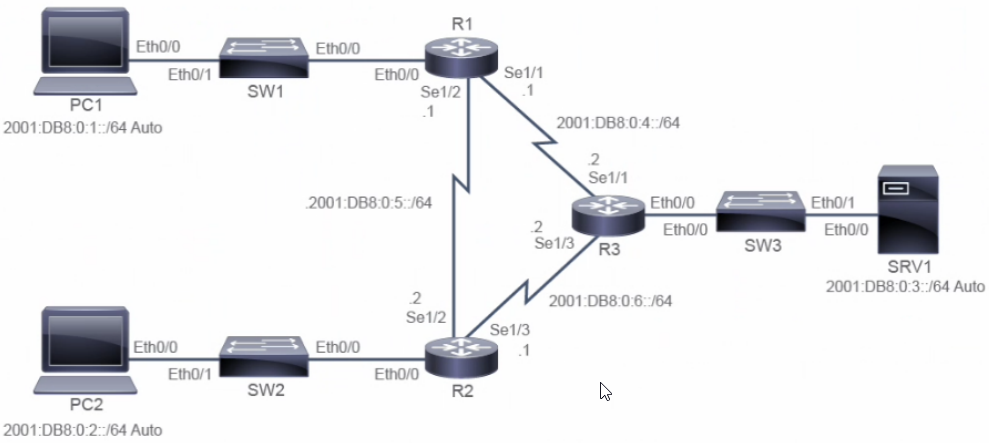 R1
Eth0/0
Eth0/0
Eth0/1
Eth0/0
Se1/1
SW1
Se1/2
.1
.1
PC1
2001:DB8:0:1::/64 Auto
2001:DB8:0:4::/64
.2
Se1/1
.2001:DB8:0:5::/64
Eth0/0
Eth0/1
.2
Eth0/0
Eth0/0
Se1/3
R3
SW3
SRV1
2001:DB8:0:3::/64 Auto
.2
2001:DB8:0:6::/64
Se1/2
Se1/3
Eth0/0
Eth0/0
.1
Eth0/1
Eth0/0
SW2
R2
PC2
2001:DB8:0:2::/64 Auto